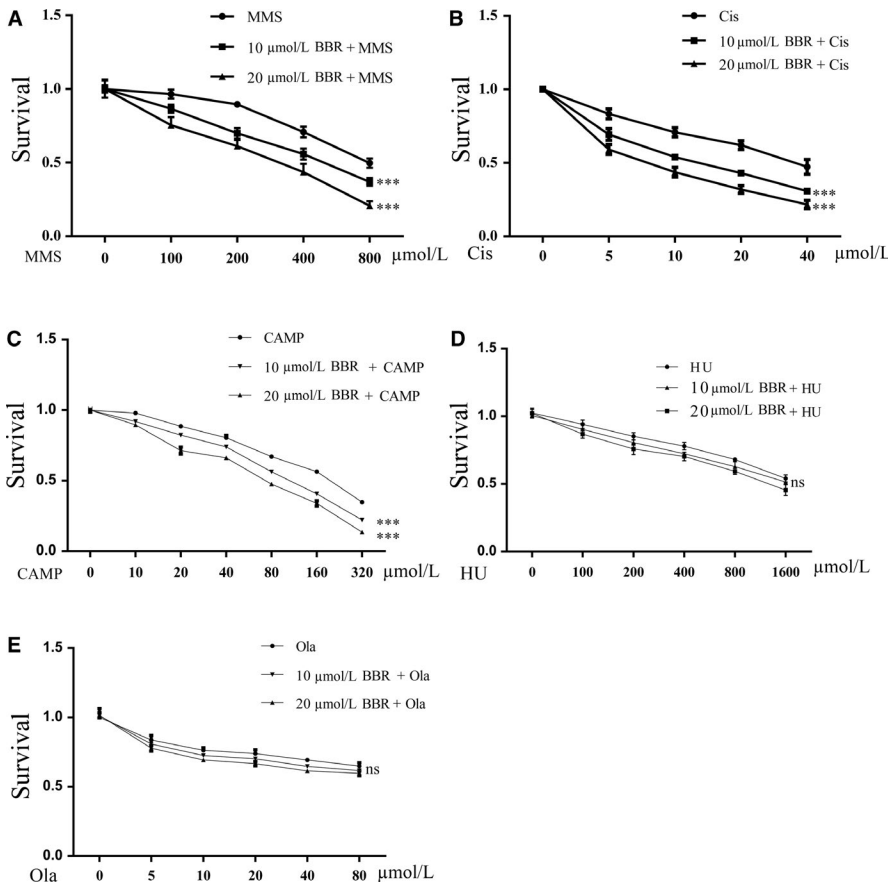 A
MMS
10 µmol/L BBR + MMS
20 µmol/L BBR + MMS
Survival
1.5
1.0
0.5
0.0
***
***
MMS 0 100 200 400 800 µmol/L
B
Cis
10 µmol/L BBR + Cis
20 µmol/L BBR + Cis
Survival
1.5
1.0
0.5
0.0
***
***
Cis 0 5 10 20 40 µmol/L
C
CAMP
10 µmol/L BBR + CAMP
20 µmol/L BBR + CAMP
Survival
1.5
1.0
0.5
0.0
***
***
CAMP 0 10 20 40 80 160 320 µmol/L
D
HU
10 µmol/L BBR + HU
20 µmol/L BBR + HU
Survival
1.5
1.0
0.5
0.0
ns
HU 0 100 200 400 800 1600 µmol/L
E
Ola
10 µmol/L BBR + Ola
20 µmol/L BBR + Ola
Survival
1.5
1.0
0.5
0.0
ns
Ola 0 5 10 20 40 80 µmol/L